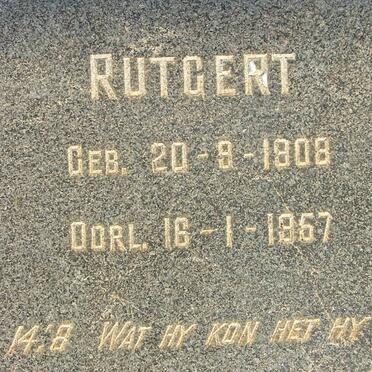 RUTGERT
GEB. 20-8-1808
OORL. 16-1-1867
14:8 WAT HY KON HET HY